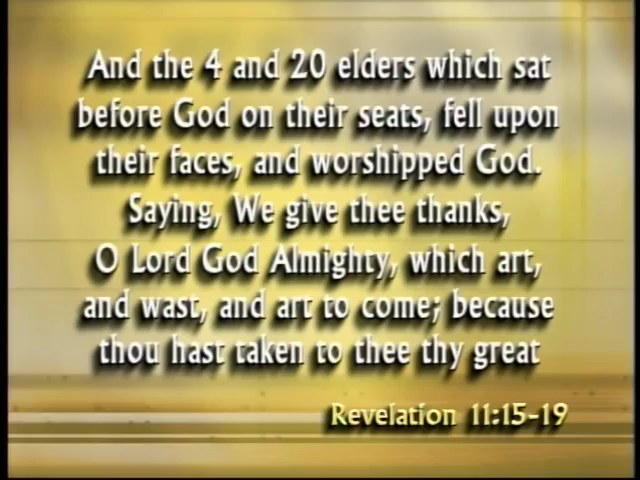 And the 4 and 20 elders which sat
before God on their seats, fell upon
their faces, and worshipped God.
Saying, We give thee thanks,
O Lord God Almighty, which art,
and wast, and art to come; because
thou hast taken to thee thy great
Revelation 11:15-19